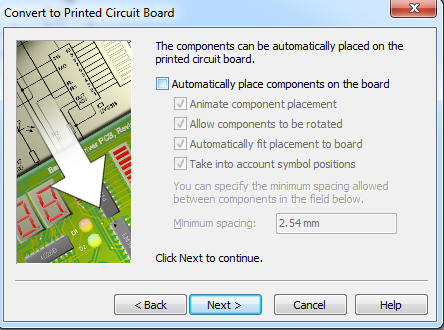 Convert to Printed Circuit Board
The components can be automatically placed on the
printed circuit board.
Automatically place components on the board
Animate component placement
Allow components to be rotated
Automatically fit placement to board
Take into account symbol positions
You can specify the minimum spacing allowed
between components in the field below.
Minimum spacing:
2.54 mm
Click Next to continue.
< Back
Next >
Cancel
Help